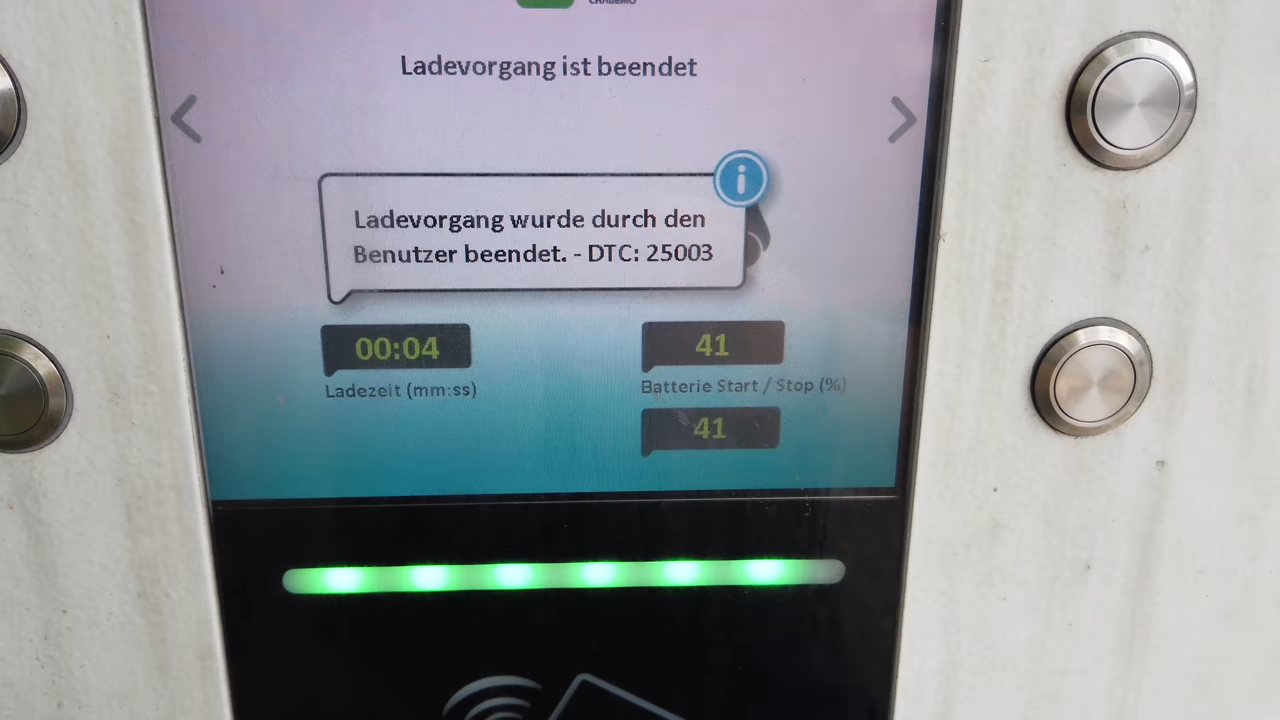 CHAdeMO
Ladevorgang ist beendet
Ladevorgang wurde durch den
Benutzer beendet. - DTC: 25003
00:04
Ladezeit (mm:ss)
41
Batterie Start / Stop (%)
41